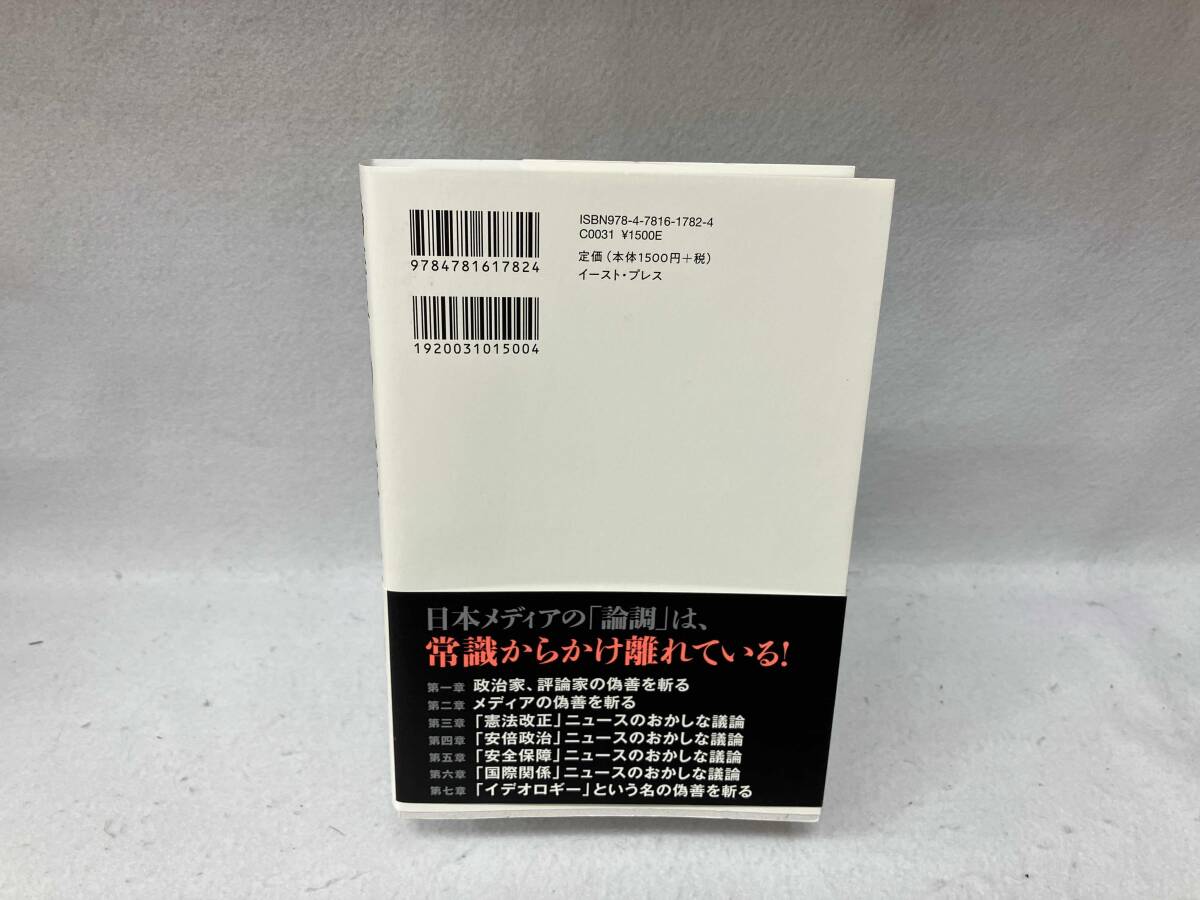 ISBN978-4-7816-1782-4
C0031 ¥1500E
定価(本体1500円+税)
イースト・プレス
9784781617824
1920031015004
日本メディアの「論調」は、
常識からかけ離れている!
第一章 政治家、評論家の偽善を斬る
第二章 メディアの偽善を斬る
第三章 「憲法改正」ニュースのおかしな議論
第四章 「安倍政治」ニュースのおかしな議論
第五章 「安全保障」ニュースのおかしな議論
第六章 「国際関係」ニュースのおかしな議論
第七章 「イデオロギー」という名の偽善を斬る